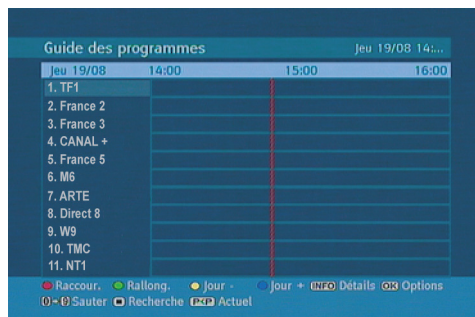 Guide des programmes Jeu 19/08 14:...
Jeu 19/08 14:00 15:00 16:00
1. TF1
2. France 2
3. France 3
4. CANAL +
5. France 5
6. M6
7. ARTE
8. Direct 8
9. W9
10. TMC
11. NT1
Raccour. Rallong. Jour - Jour + INFO Détails OK Options
0-9 Sauter Recherche P<P Actuel